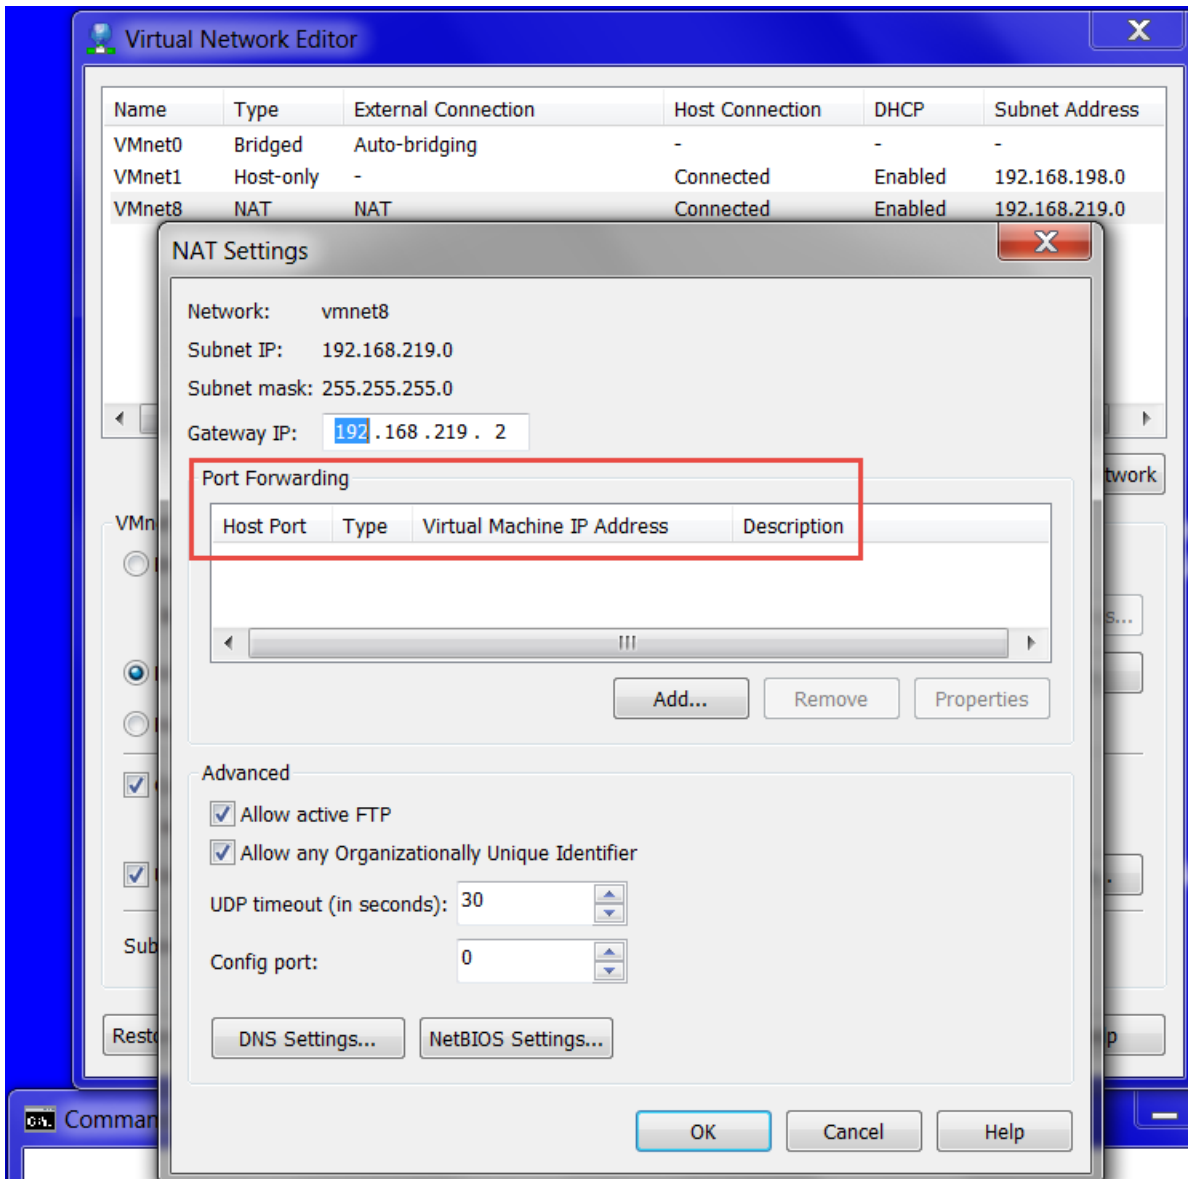 Virtual Network Editor
Name Type External Connection Host Connection DHCP Subnet Address
VMnet0 Bridged Auto-bridging - - -
VMnet1 Host-only - Connected Enabled 192.168.198.0
VMnet8 NAT NAT Connected Enabled 192.168.219.0
NAT Settings
Network: vmnet8
Subnet IP: 192.168.219.0
Subnet mask: 255.255.255.0
Gateway IP: 192 .168 .219 . 2
Port Forwarding
Host Port Type Virtual Machine IP Address Description
Add... Remove Properties
Advanced
Allow active FTP
Allow any Organizationally Unique Identifier
UDP timeout (in seconds): 30
Config port: 0
DNS Settings... NetBIOS Settings...
OK Cancel Help